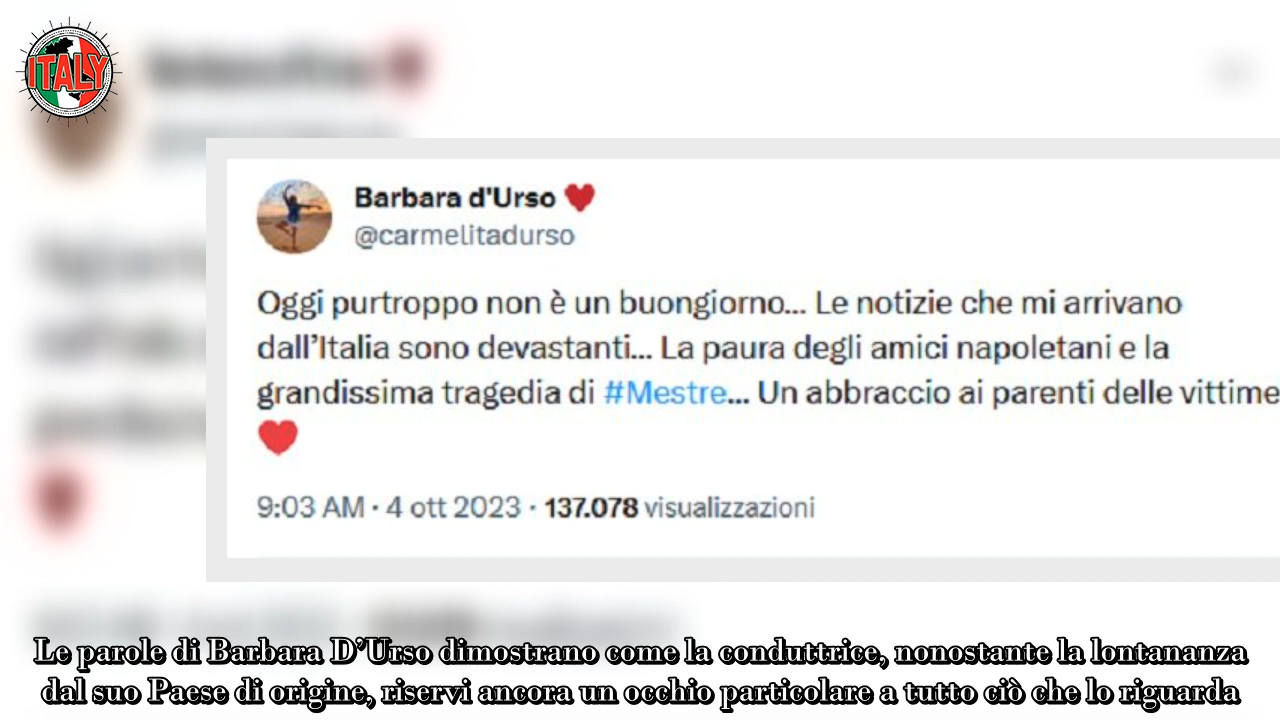 ITALY
Barbara d'Urso ❤
@carmelitadurso
Oggi purtroppo non è un buongiorno... Le notizie che mi arrivano
dall’Italia sono devastanti... La paura degli amici napoletani e la
grandissima tragedia di #Mestre... Un abbraccio ai parenti delle vittime
❤
9:03 AM · 4 ott 2023 · 137.078 visualizzazioni
Le parole di Barbara D’Urso dimostrano come la conduttrice, nonostante la lontananza
dal suo Paese di origine, riservi ancora un occhio particolare a tutto ciò che lo riguarda